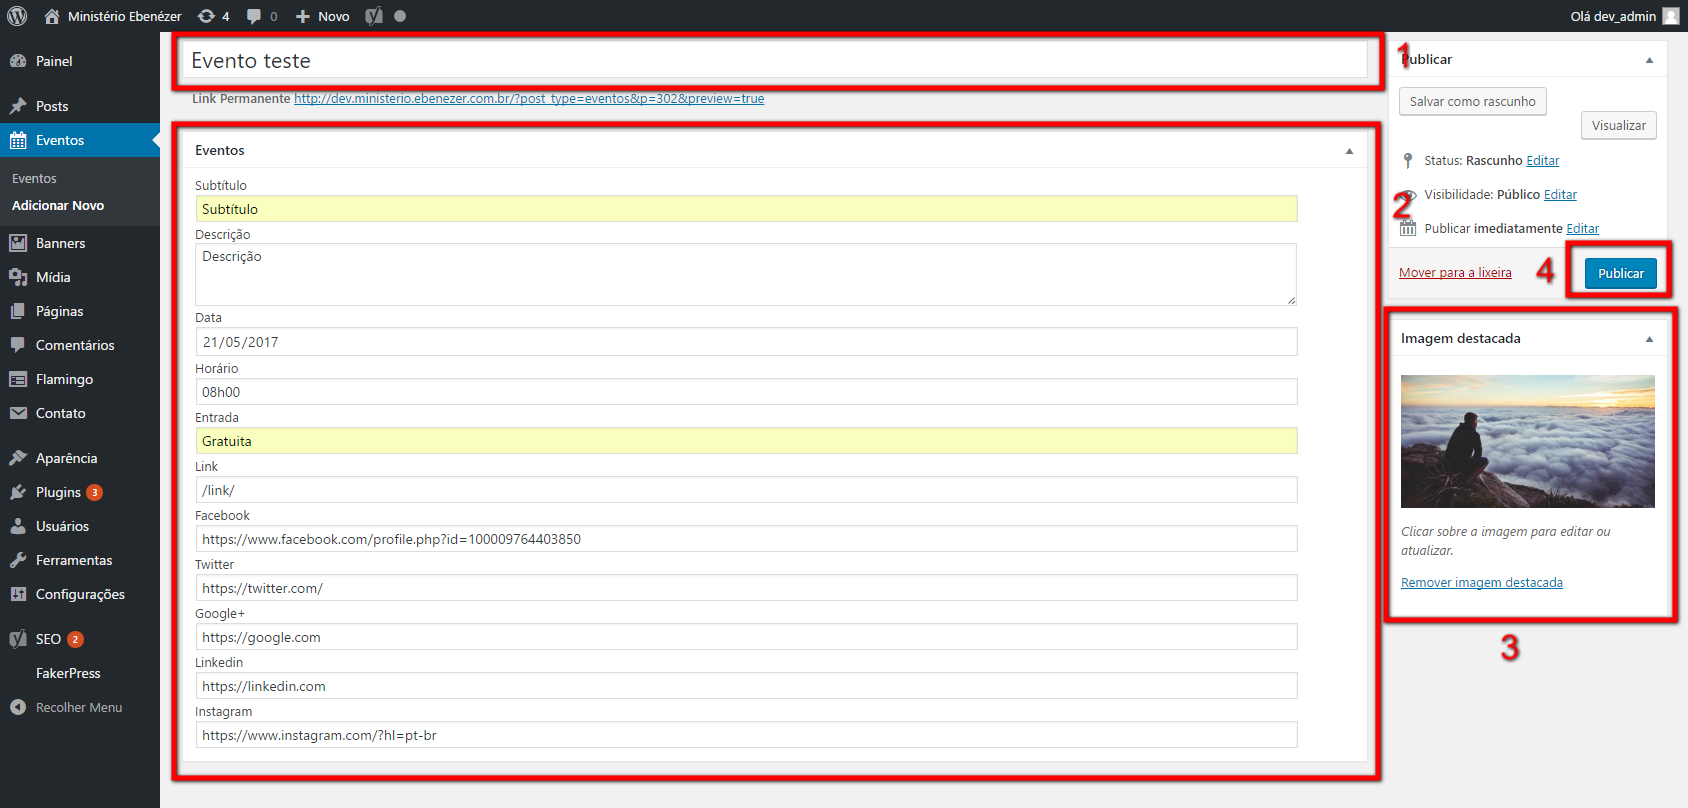 Ministério Ebenézer 4 0 Novo Olá dev_admin
Painel
Posts
Eventos
Eventos
Adicionar Novo
Banners
Mídia
Páginas
Comentários
Flamingo
Contato
Aparência
Plugins 3
Usuários
Ferramentas
Configurações
SEO 2
FakerPress
Recolher Menu
Evento teste
1
Link Permanente http://dev.ministerio.ebenezer.com.br/?post_type=eventos&p=302&preview=true
Eventos
Subtítulo
Subtítulo
Descrição
Descrição
Data
21/05/2017
Horário
08h00
Entrada
Gratuita
Link
/link/
Facebook
https://www.facebook.com/profile.php?id=100009764403850
Twitter
https://twitter.com/
Google+
https://google.com
Linkedin
https://linkedin.com
Instagram
https://www.instagram.com/?hl=pt-br
2
Publicar
Salvar como rascunho
Visualizar
Status: Rascunho Editar
Visibilidade: Público Editar
Publicar imediatamente Editar
Mover para a lixeira 4 Publicar
Imagem destacada
Clicar sobre a imagem para editar ou
atualizar.
Remover imagem destacada
3